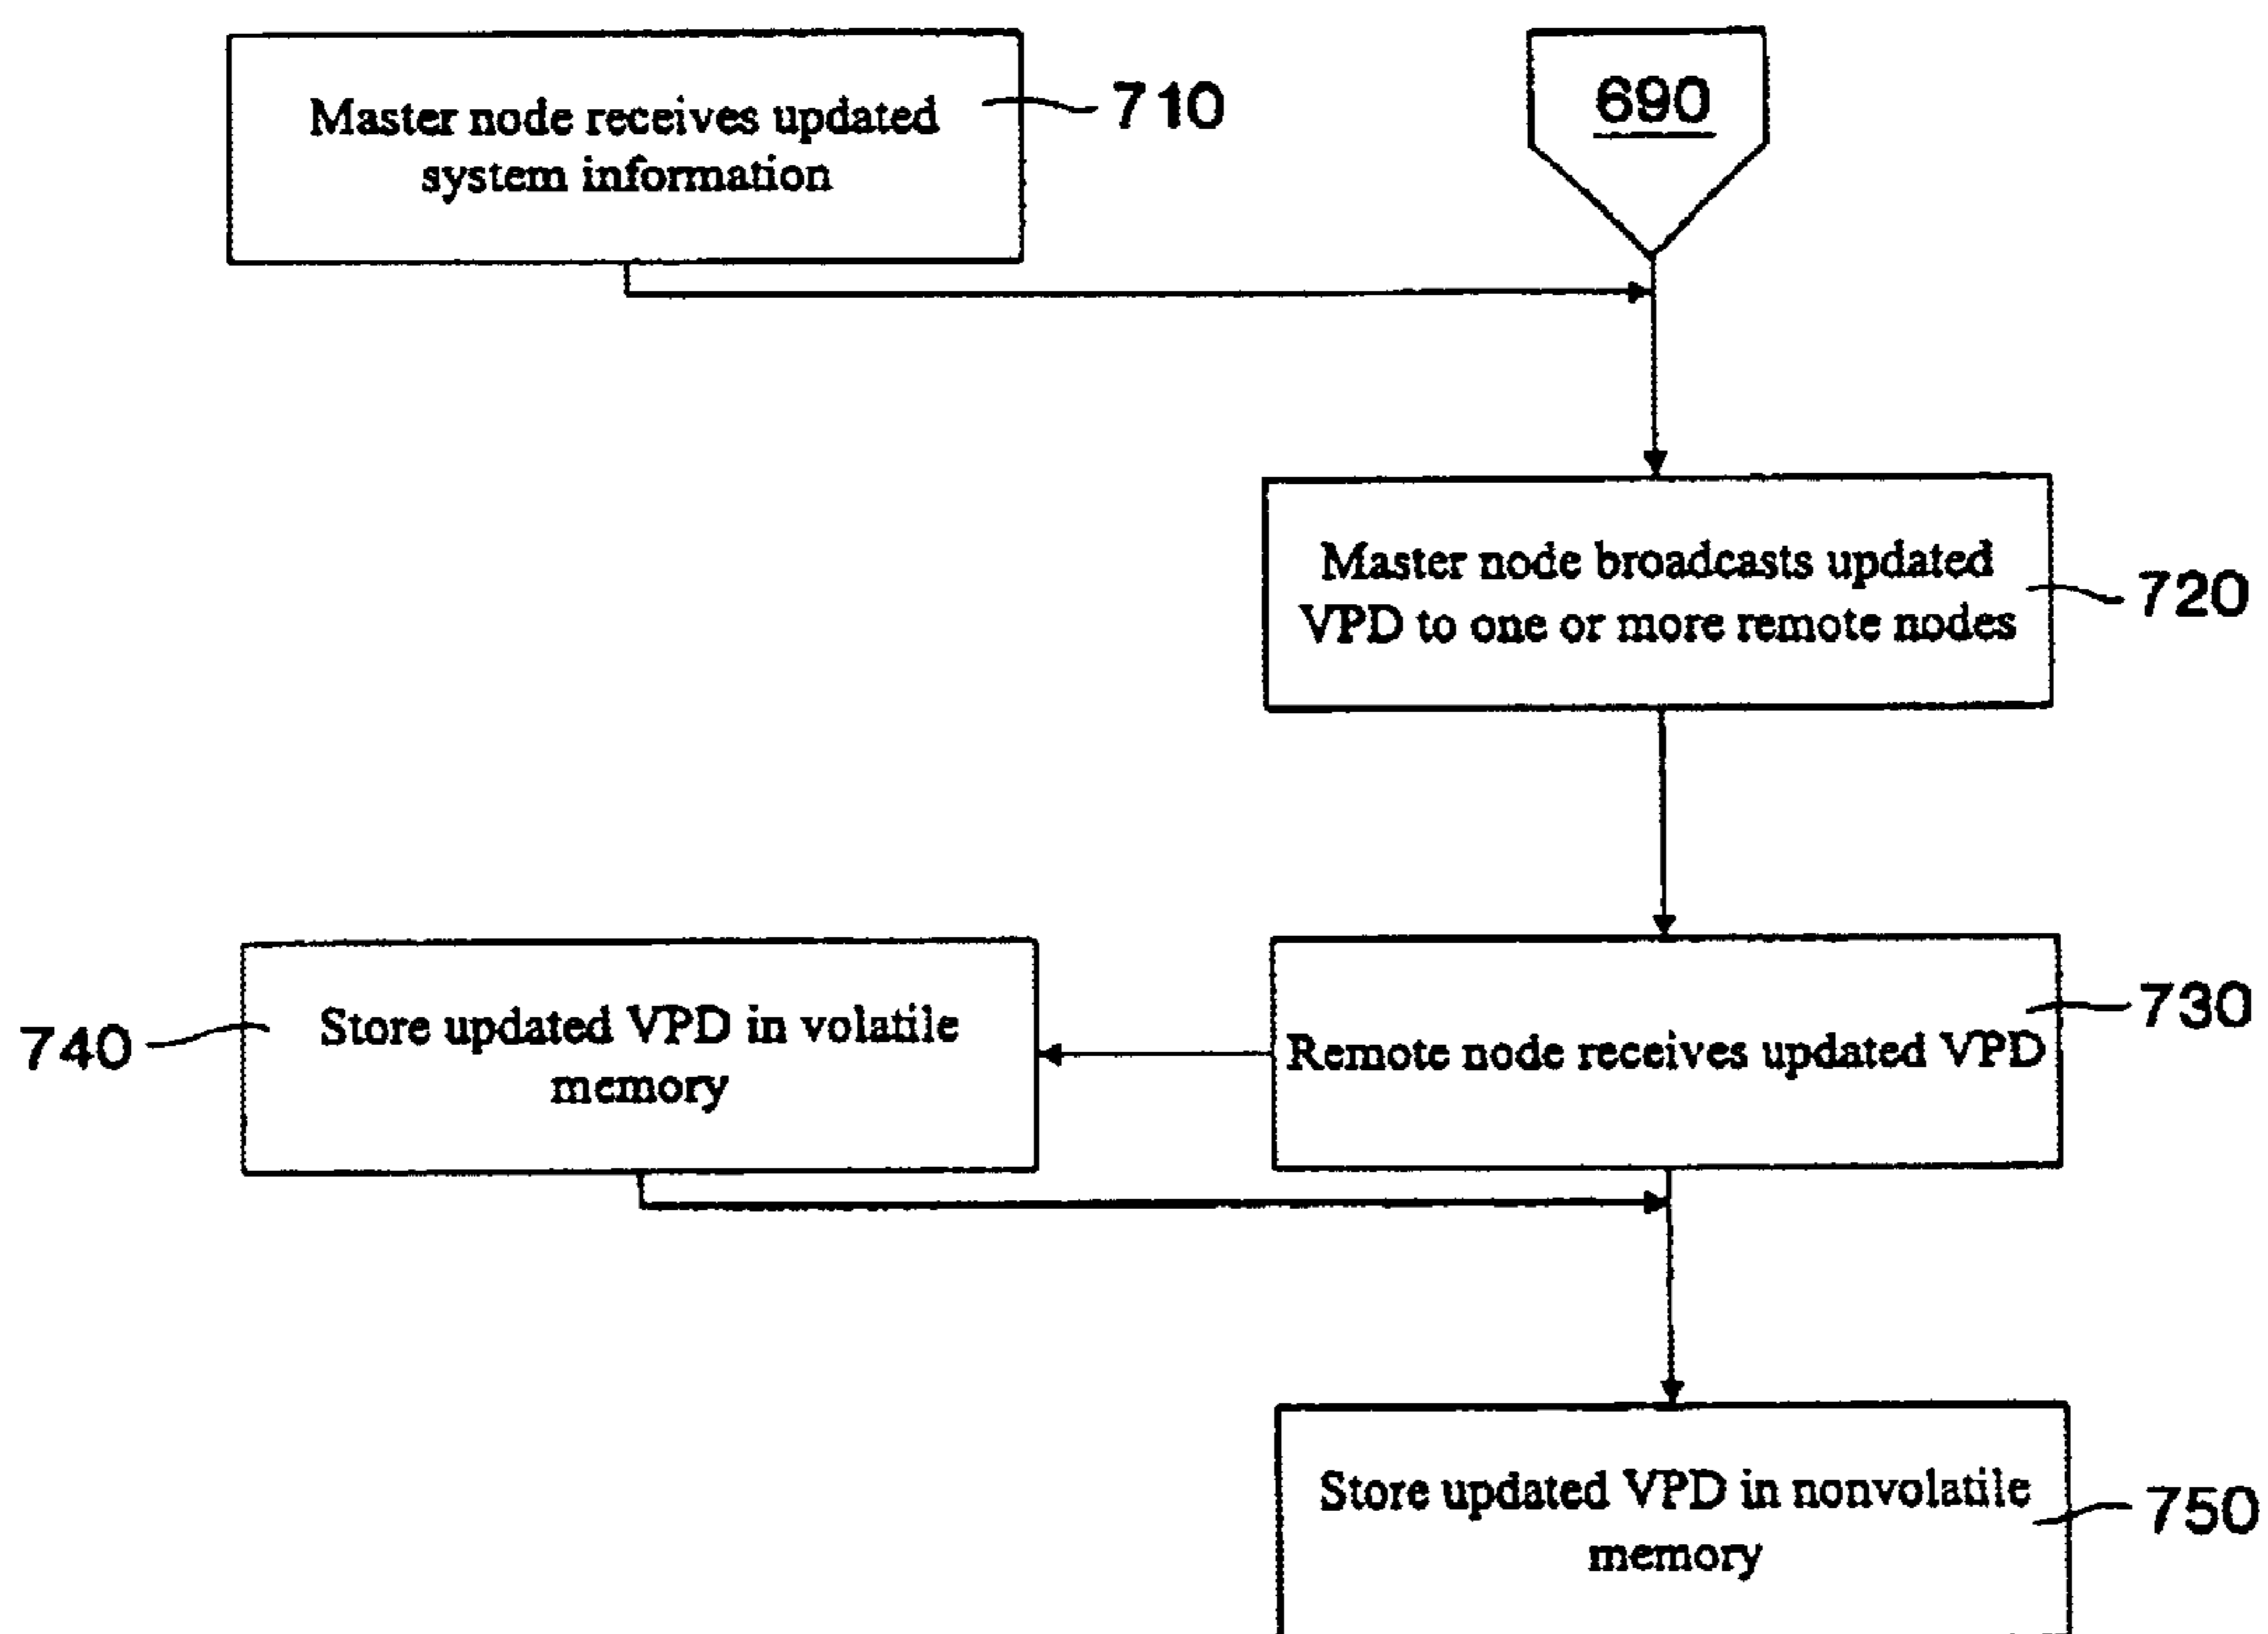 Master node receives updated
system information
710
690
Master node broadcasts updated
VPD to one or more remote nodes
720
740
Store updated VPD in volatile
memory
Remote node receives updated VPD
730
Store updated VPD in nonvolatile
memory
750